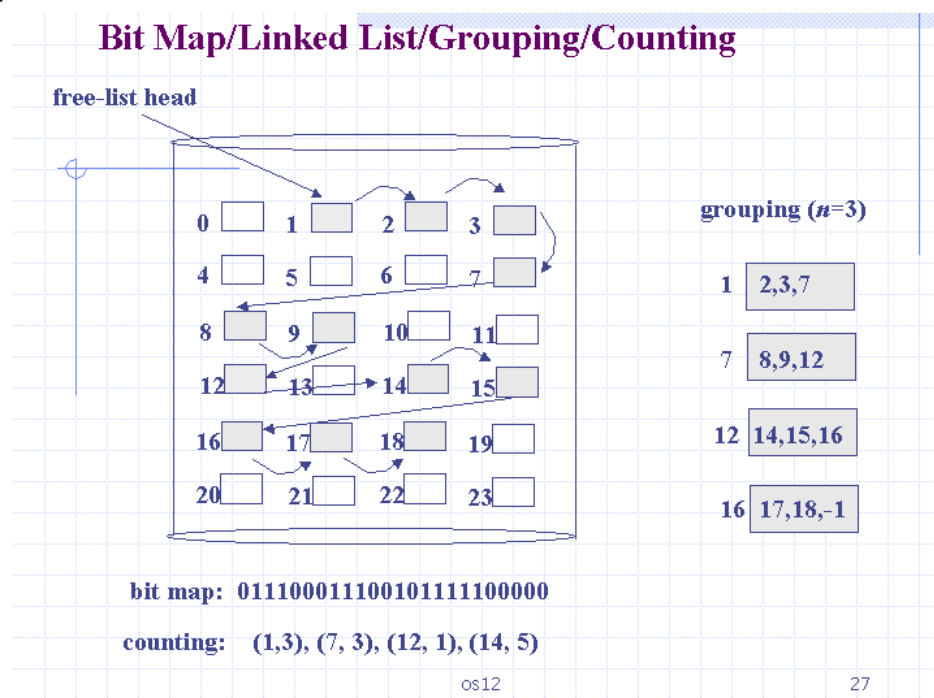 Bit Map/Linked List/Grouping/Counting
free-list head
0 1 2 3
4 5 6 7
8 9 10 11
12 13 14 15
16 17 18 19
20 21 22 23
grouping (n=3)
1 2,3,7
7 8,9,12
12 14,15,16
16 17,18,-1
bit map: 011100011100101111100000
counting: (1,3), (7, 3), (12, 1), (14, 5)
os12 27